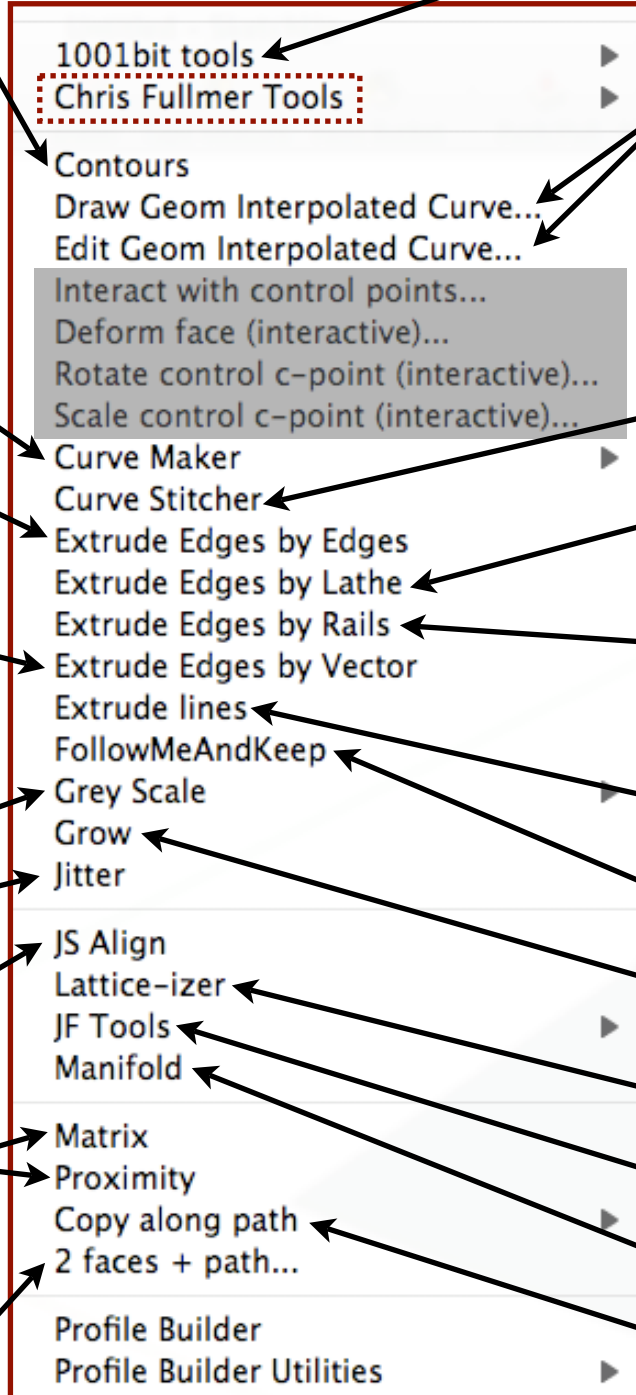 1001bit tools
Chris Fullmer Tools
Contours
Draw Geom Interpolated Curve...
Edit Geom Interpolated Curve...
Interact with control points...
Deform face (interactive)...
Rotate control c-point (interactive)...
Scale control c-point (interactive)...
Curve Maker
Curve Stitcher
Extrude Edges by Edges
Extrude Edges by Lathe
Extrude Edges by Rails
Extrude Edges by Vector
Extrude lines
FollowMeAndKeep
Grey Scale
Grow
Jitter
JS Align
Lattice-izer
JF Tools
Manifold
Matrix
Proximity
Copy along path
2 faces + path...
Profile Builder
Profile Builder Utilities